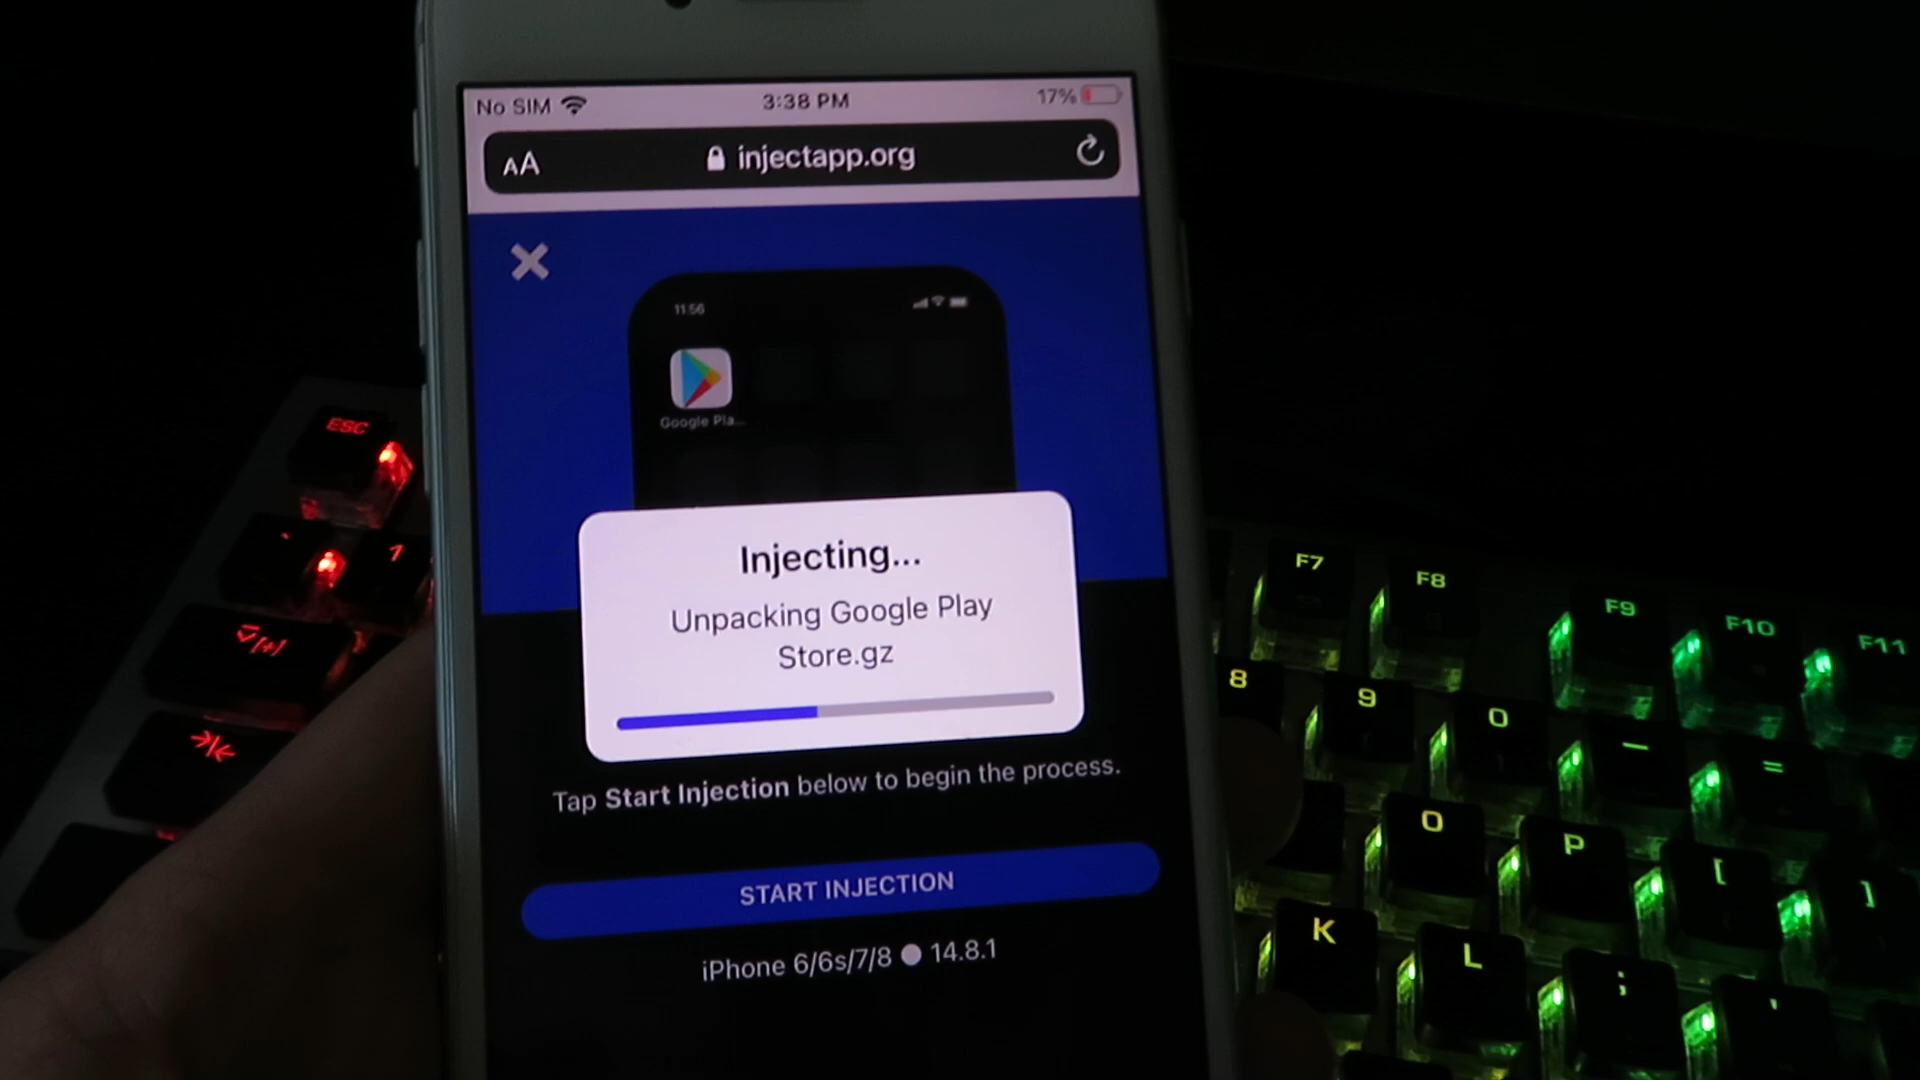 No SIM 3:38 PM 17%
AA injectapp.org
11:56
Google Pla...
Injecting...
Unpacking Google Play
Store.gz
Tap Start Injection below to begin the process.
START INJECTION
iPhone 6/6s/7/8 ● 14.8.1
ESC
` 1
F7 F8 F9 F10 F11
8 9 0 - =
O P [ ]
K L ; '